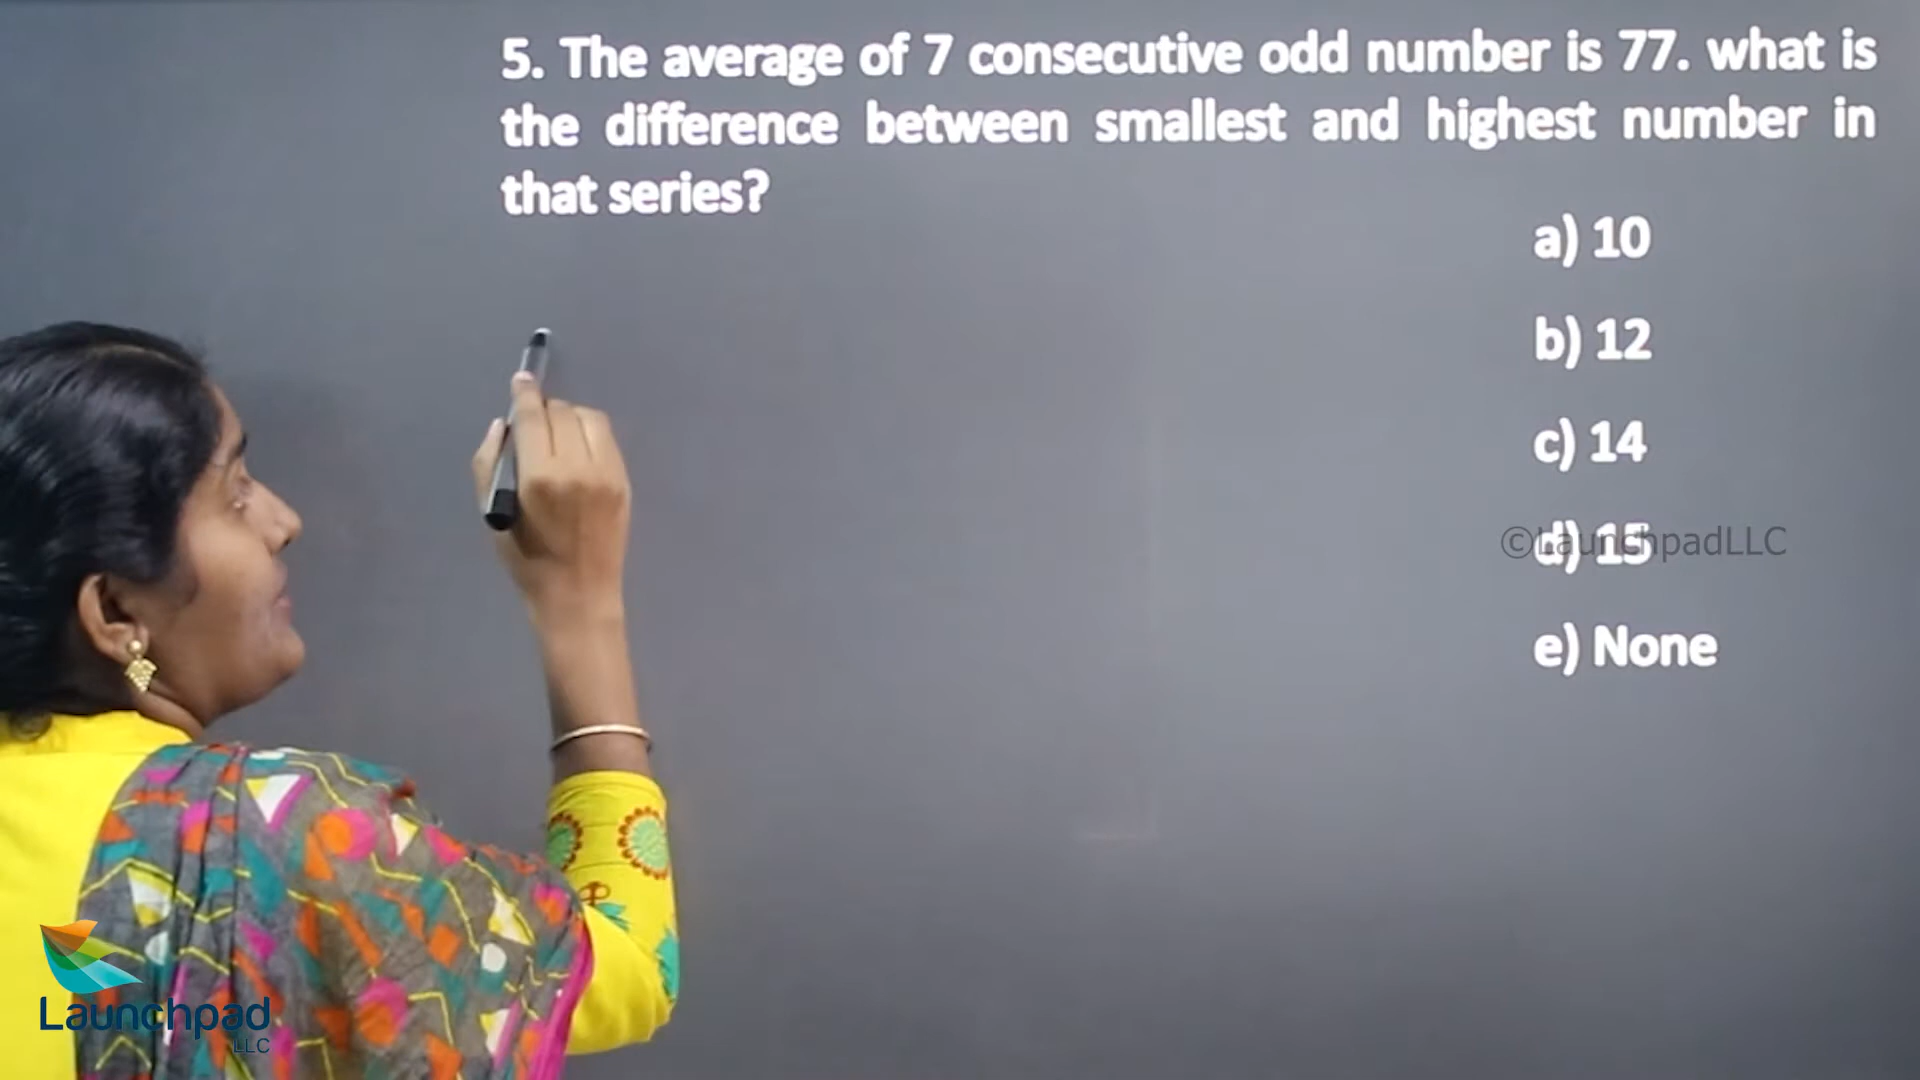 5. The average of 7 consecutive odd number is 77. what is
the difference between smallest and highest number in
that series?
a) 10
b) 12
c) 14
©LaunchpadLLC
d) 15
e) None
Launchpad
LLC